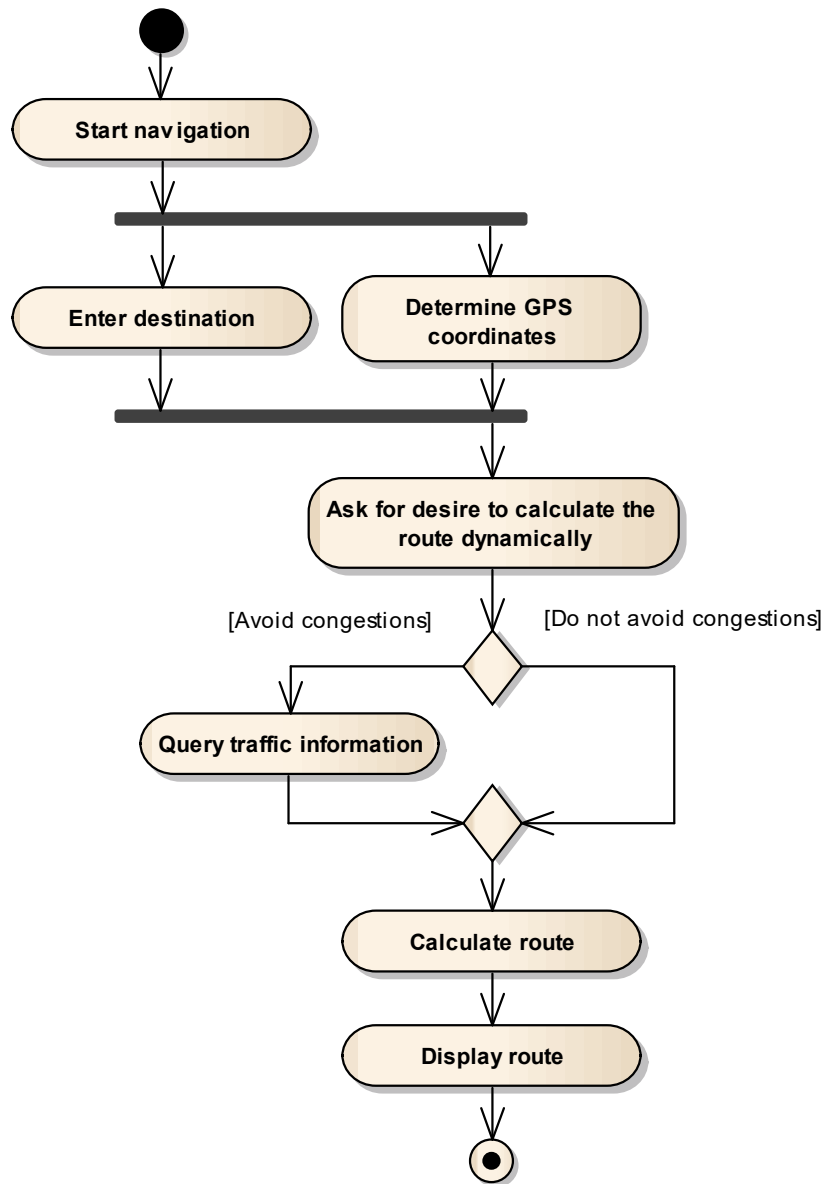 Start navigation
Enter destination
Determine GPS
coordinates
Ask for desire to calculate the
route dynamically
[Avoid congestions]
[Do not avoid congestions]
Query traffic information
Calculate route
Display route